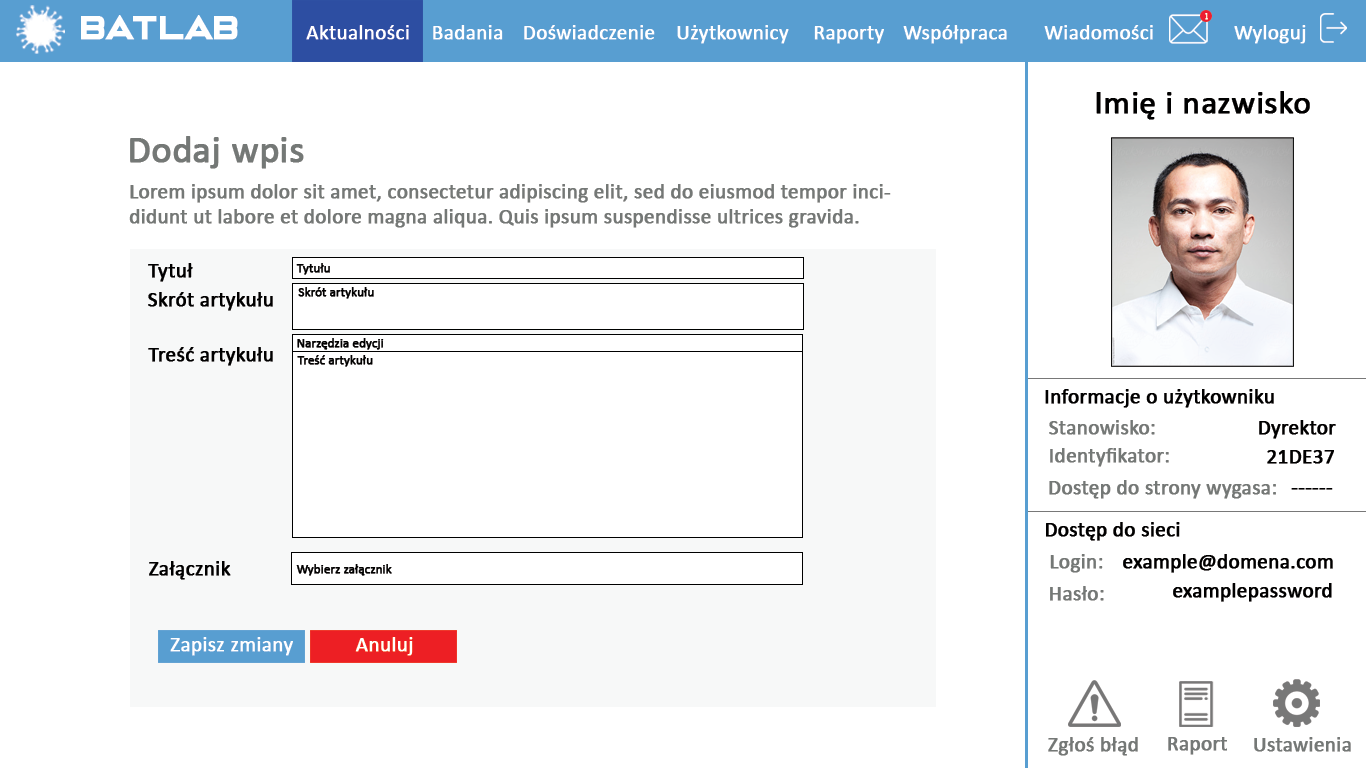 BATLAB
Aktualności Badania Doświadczenie Użytkownicy Raporty Współpraca Wiadomości 1 Wyloguj
Dodaj wpis
Lorem ipsum dolor sit amet, consectetur adipiscing elit, sed do eiusmod tempor inci-
didunt ut labore et dolore magna aliqua. Quis ipsum suspendisse ultrices gravida.
Tytuł Tytułu
Skrót artykułu Skrót artykułu
Narzędzia edycji
Treść artykułu Treść artykułu
Załącznik Wybierz załącznik
Zapisz zmiany Anuluj
Imię i nazwisko
Informacje o użytkowniku
Stanowisko: Dyrektor
Identyfikator: 21DE37
Dostęp do strony wygasa: ------
Dostęp do sieci
Login: example@domena.com
Hasło: examplepassword
Zgłoś błąd Raport Ustawienia